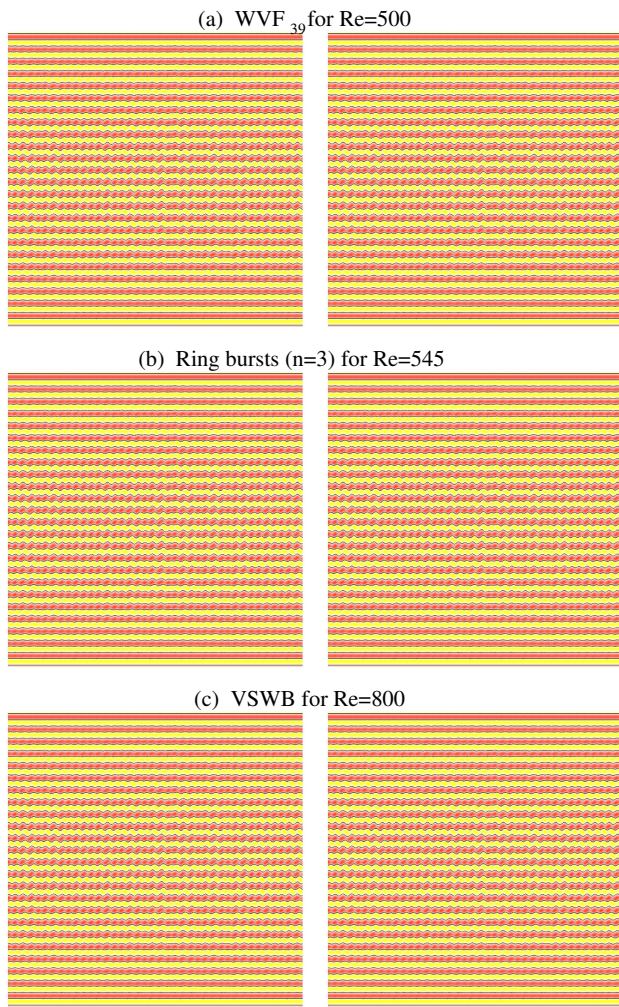 (a) WVF 39 for Re=500
(b) Ring bursts (n=3) for Re=545
(c) VSWB for Re=800